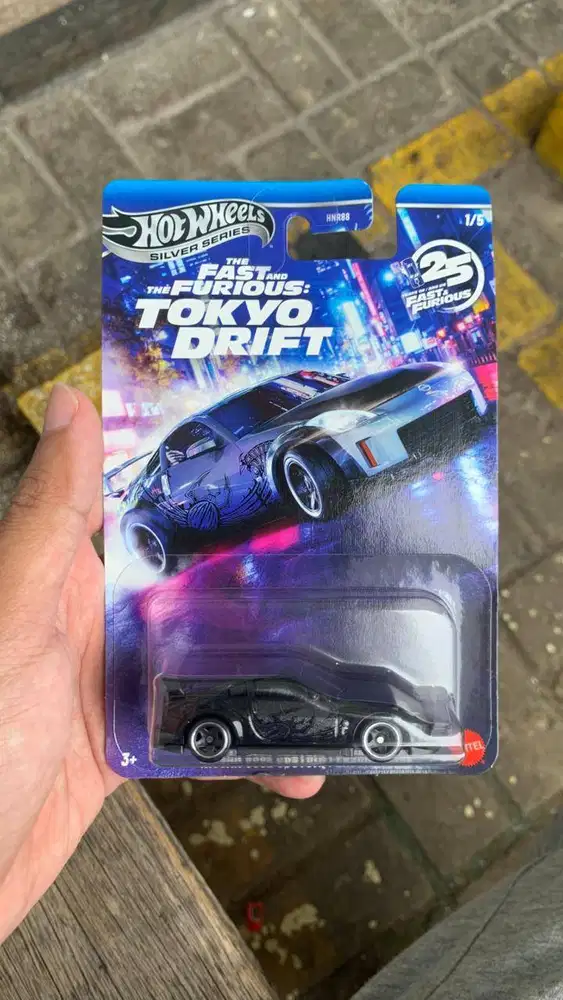 HOT WHEELS
SILVER SERIES
HNR88
1/5
THE
FAST AND
THE FURIOUS:
TOKYO
DRIFT
25
FAST &
FURIOUS
3+